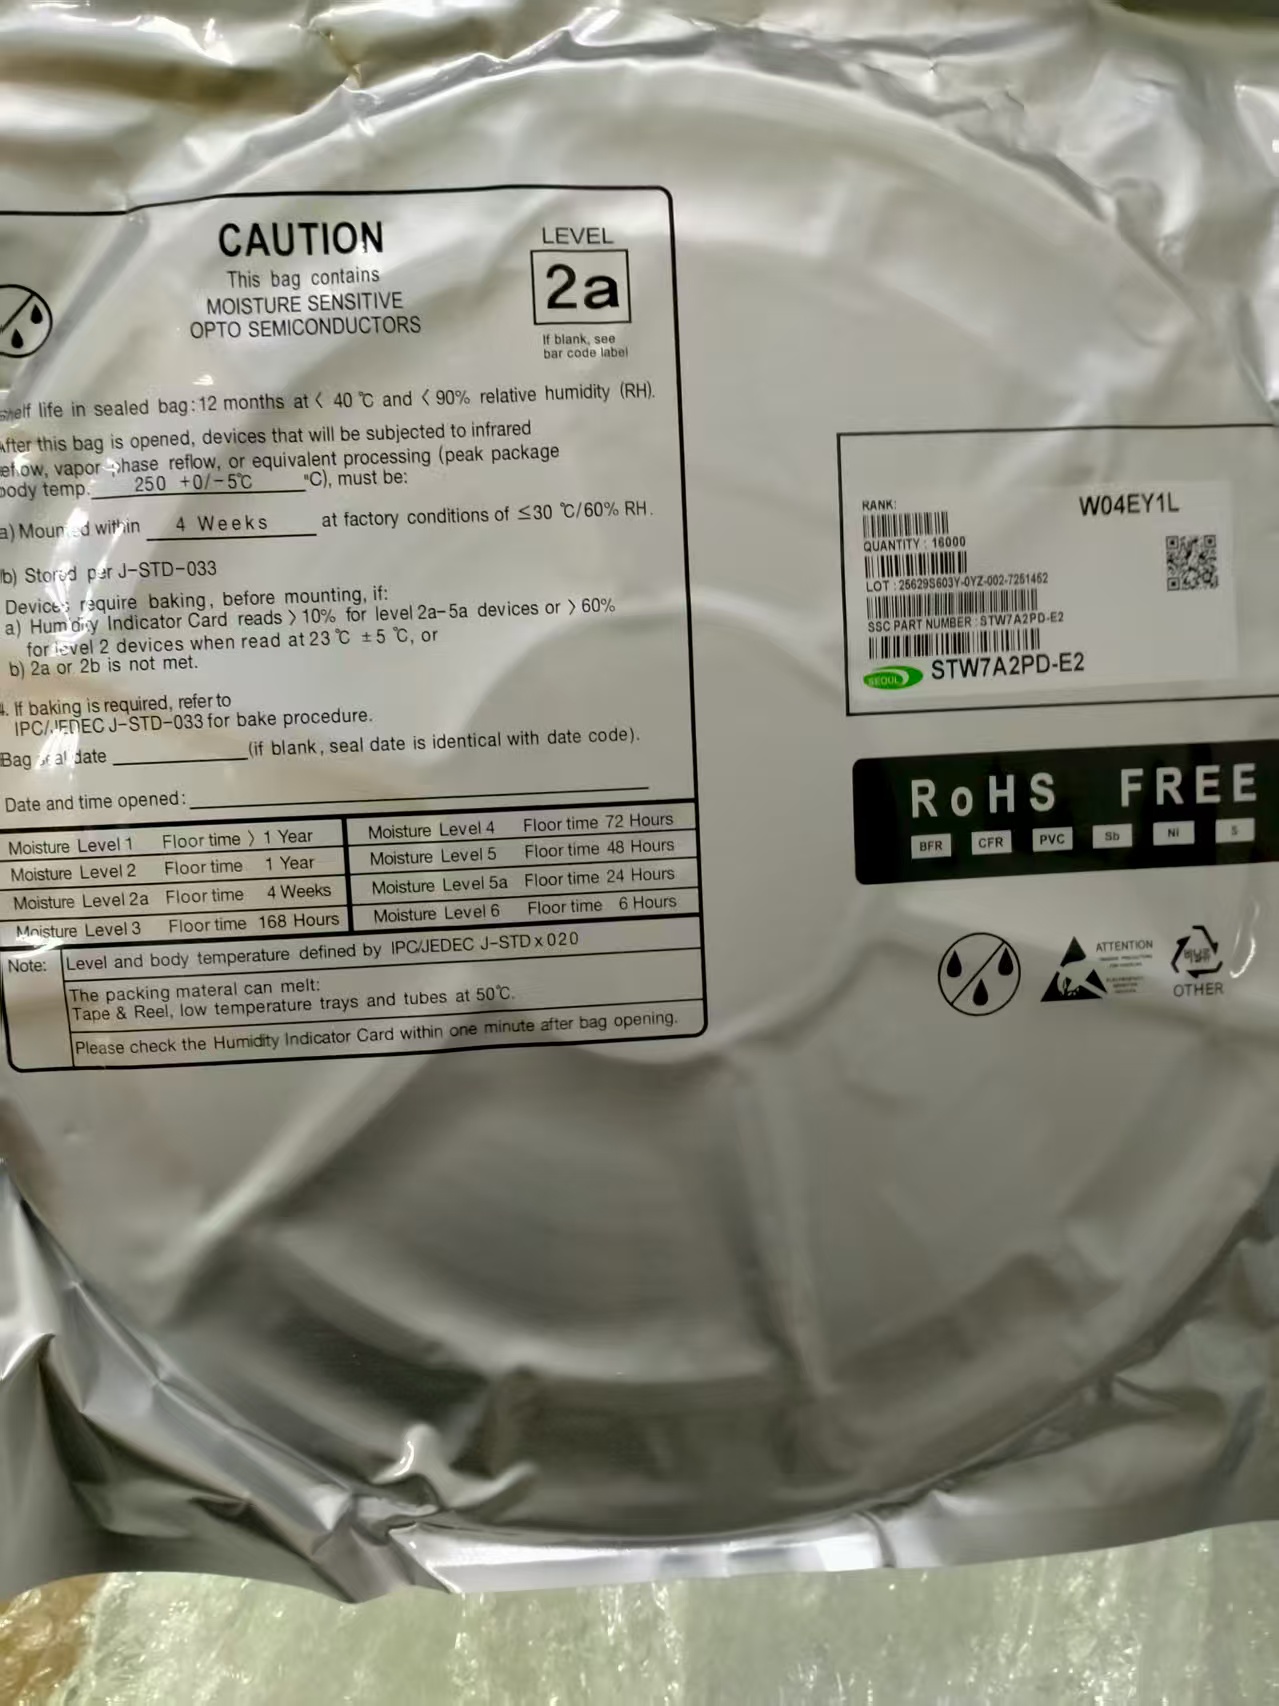 CAUTION
This bag contains
MOISTURE SENSITIVE
OPTO SEMICONDUCTORS
LEVEL
2a
If blank, see
bar code label
shelf life in sealed bag: 12 months at < 40 ℃ and < 90% relative humidity (RH).
After this bag is opened, devices that will be subjected to infrared
reflow, vapor phase reflow, or equivalent processing (peak package
body temp. 250 +0/-5℃ ℃), must be:
a) Mounted within 4 Weeks at factory conditions of ≤30 ℃/60% RH.
b) Stored per J-STD-033
Devices require baking, before mounting, if:
a) Humidity Indicator Card reads > 10% for level 2a-5a devices or > 60%
for level 2 devices when read at 23 ℃ ±5 ℃, or
b) 2a or 2b is not met.
4. If baking is required, refer to
IPC/JEDEC J-STD-033 for bake procedure.
Bag seal date (if blank, seal date is identical with date code).
Date and time opened:
Moisture Level 1 Floor time > 1 Year
Moisture Level 2 Floor time 1 Year
Moisture Level 2a Floor time 4 Weeks
Moisture Level 3 Floor time 168 Hours
Moisture Level 4 Floor time 72 Hours
Moisture Level 5 Floor time 48 Hours
Moisture Level 5a Floor time 24 Hours
Moisture Level 6 Floor time 6 Hours
Note: Level and body temperature defined by IPC/JEDEC J-STD x 020
The packing materal can melt:
Tape & Reel, low temperature trays and tubes at 50℃.
Please check the Humidity Indicator Card within one minute after bag opening.
RANK:
W04EY1L
QUANTITY : 16000
LOT : 25629S603Y-0YZ-002-7261462
SSC PART NUMBER : STW7A2PD-E2
SEOUL STW7A2PD-E2
RoHS FREE
BFR CFR PVC Sb Ni S
ATTENTION
OTHER